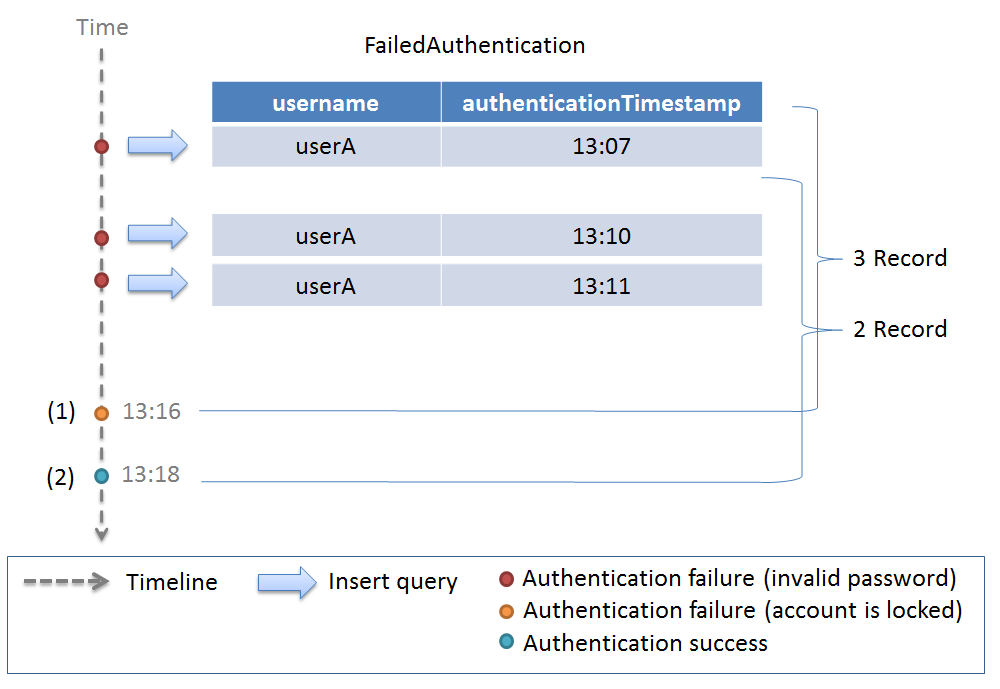 Time
FailedAuthentication
username authenticationTimestamp
userA 13:07
userA 13:10
userA 13:11
3 Record
2 Record
(1) 13:16
(2) 13:18
Timeline
Insert query
Authentication failure (invalid password)
Authentication failure (account is locked)
Authentication success